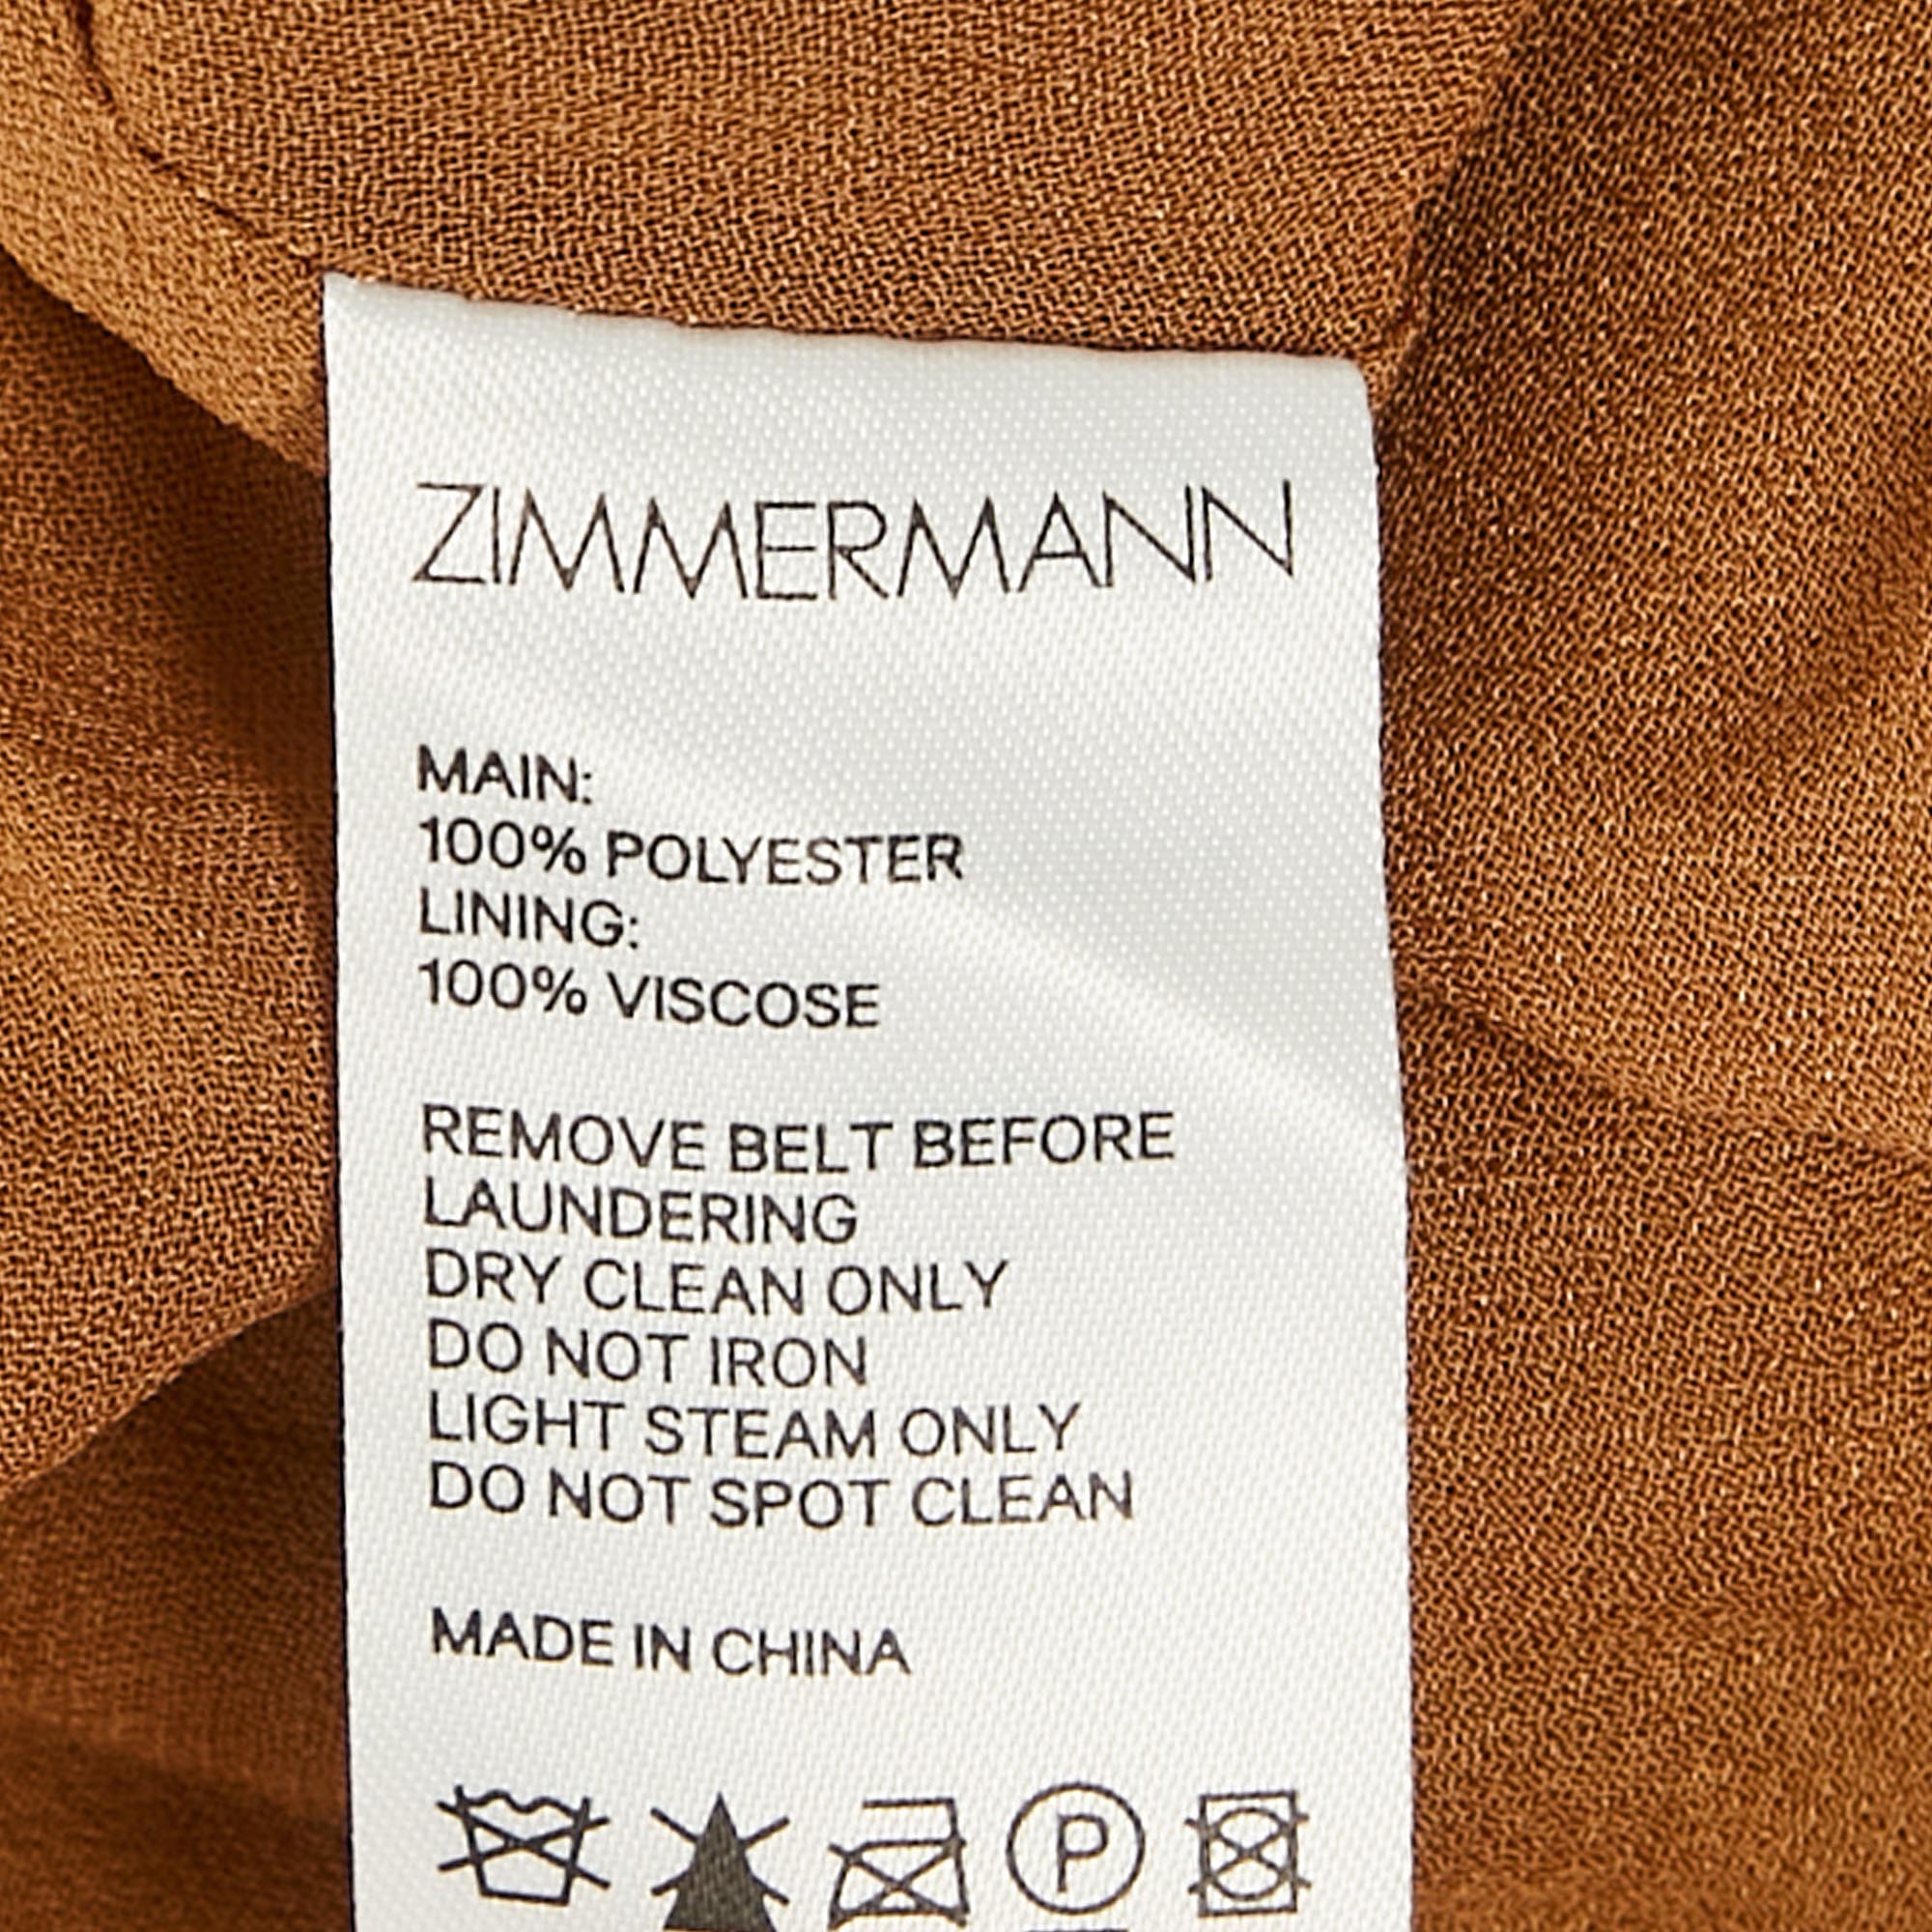 ZIMMERMANN
MAIN:
100% POLYESTER
LINING:
100% VISCOSE
REMOVE BELT BEFORE
LAUNDERING
DRY CLEAN ONLY
DO NOT IRON
LIGHT STEAM ONLY
DO NOT SPOT CLEAN
MADE IN CHINA
P